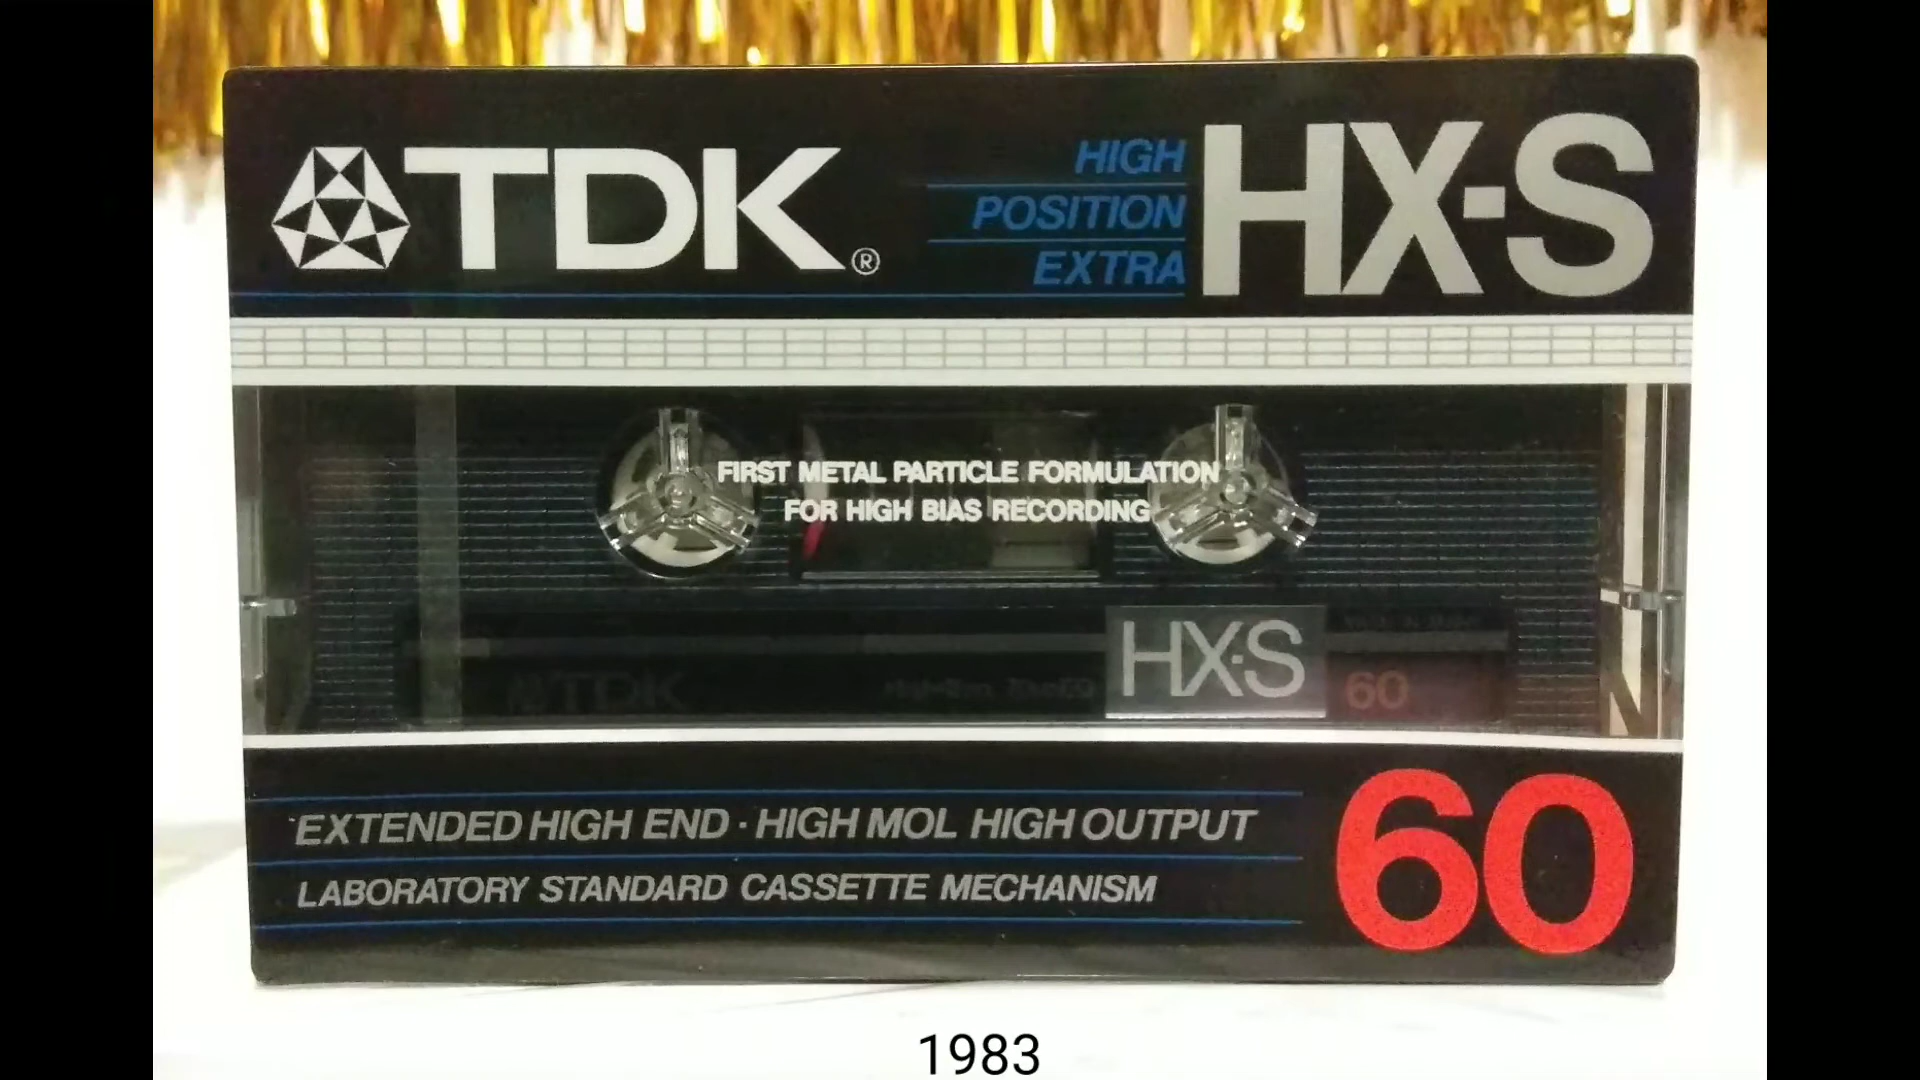 TDK®
HIGH
POSITION
EXTRA
HX-S
FIRST METAL PARTICLE FORMULATION
FOR HIGH BIAS RECORDING
TDK
HX-S
60
EXTENDED HIGH END · HIGH MOL HIGH OUTPUT
LABORATORY STANDARD CASSETTE MECHANISM
60
1983